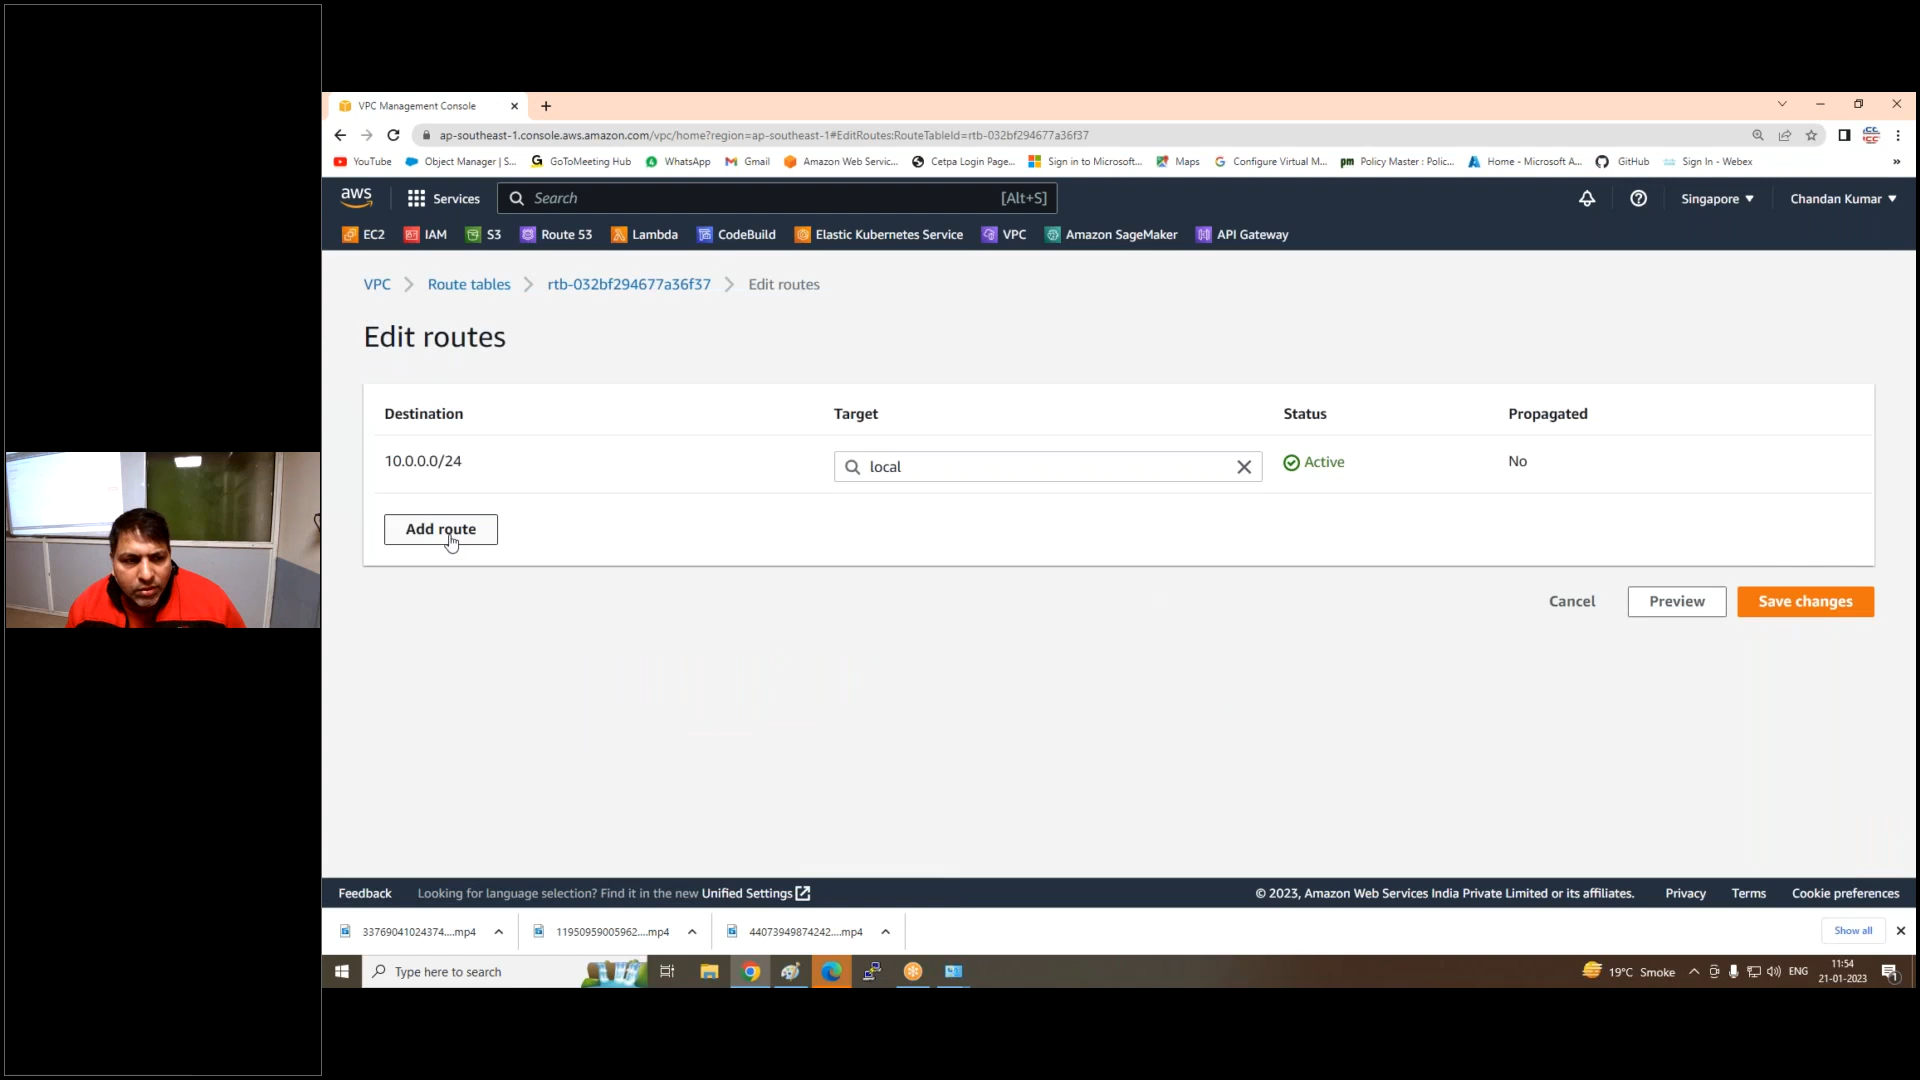 VPC Management Console
ap-southeast-1.console.aws.amazon.com/vpc/home?region=ap-southeast-1#EditRoutes:RouteTableId=rtb-032bf294677a36f37
YouTube Object Manager | S... GoToMeeting Hub WhatsApp Gmail Amazon Web Servic... Cetpa Login Page... Sign in to Microsoft... Maps Configure Virtual M... pm Policy Master : Polic... Home - Microsoft A... GitHub Sign In - Webex »
aws Services Search [Alt+S] Singapore Chandan Kumar
EC2 IAM S3 Route 53 Lambda CodeBuild Elastic Kubernetes Service VPC Amazon SageMaker API Gateway
VPC Route tables rtb-032bf294677a36f37 Edit routes
Edit routes
Destination Target Status Propagated
10.0.0.0/24 local Active No
Add route
Cancel Preview Save changes
Feedback Looking for language selection? Find it in the new Unified Settings © 2023, Amazon Web Services India Private Limited or its affiliates. Privacy Terms Cookie preferences
33769041024374....mp4 11950959005962....mp4 44073949874242....mp4 Show all
Type here to search 19°C Smoke ENG 11:54
21-01-2023